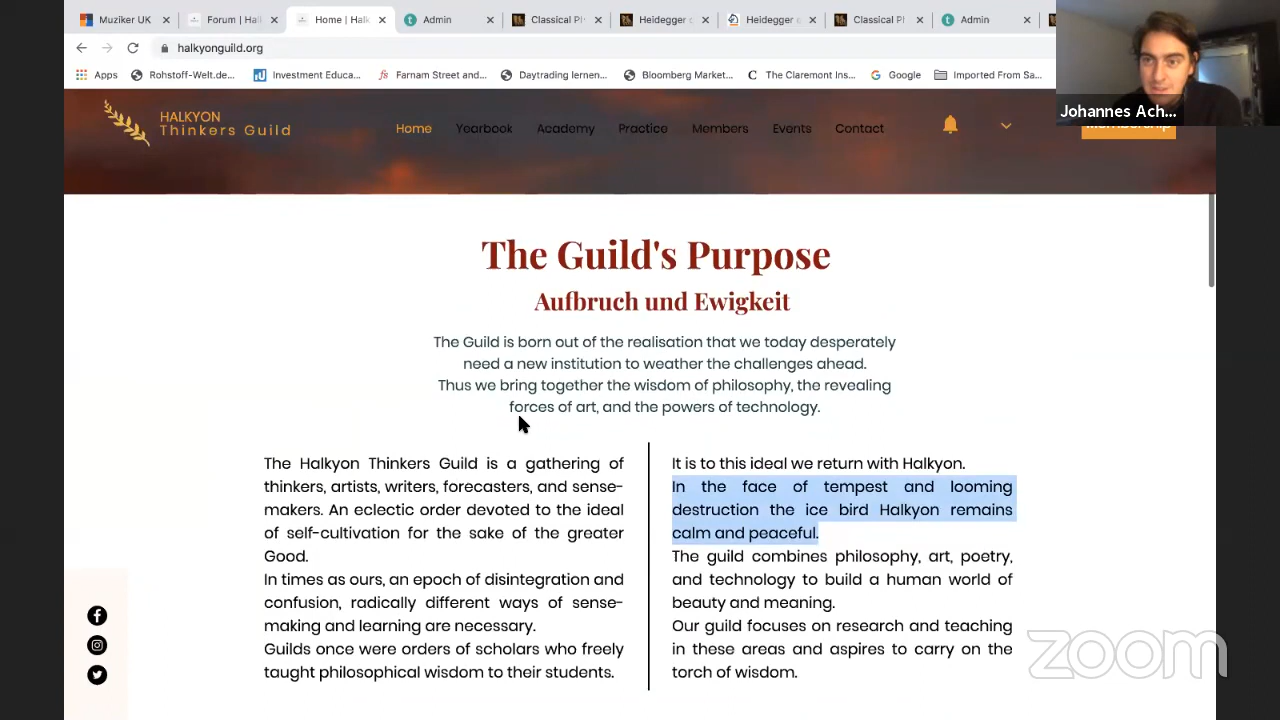 Muziker UK
Forum | Hal
Home | Halk
Admin
Classical Pl
Heidegger
Heidegger
Classical Pl
Admin
halkyonguild.org
Apps
Rohstoff-Welt.de...
Investment Educa...
Farnam Street and...
Daytrading lernen...
Bloomberg Market...
The Claremont Ins...
Google
Imported From Sa...
Johannes Ach...
HALKYON
Thinkers Guild
Home
Yearbook
Academy
Practice
Members
Events
Contact
Membership
The Guild's Purpose
Aufbruch und Ewigkeit
The Guild is born out of the realisation that we today desperately
need a new institution to weather the challenges ahead.
Thus we bring together the wisdom of philosophy, the revealing
forces of art, and the powers of technology.
The Halkyon Thinkers Guild is a gathering of
thinkers, artists, writers, forecasters, and sense-
makers. An eclectic order devoted to the ideal
of self-cultivation for the sake of the greater
Good.
In times as ours, an epoch of disintegration and
confusion, radically different ways of sense-
making and learning are necessary.
Guilds once were orders of scholars who freely
taught philosophical wisdom to their students.
It is to this ideal we return with Halkyon.
In the face of tempest and looming
destruction the ice bird Halkyon remains
calm and peaceful.
The guild combines philosophy, art, poetry,
and technology to build a human world of
beauty and meaning.
Our guild focuses on research and teaching
in these areas and aspires to carry on the
torch of wisdom.
zoom